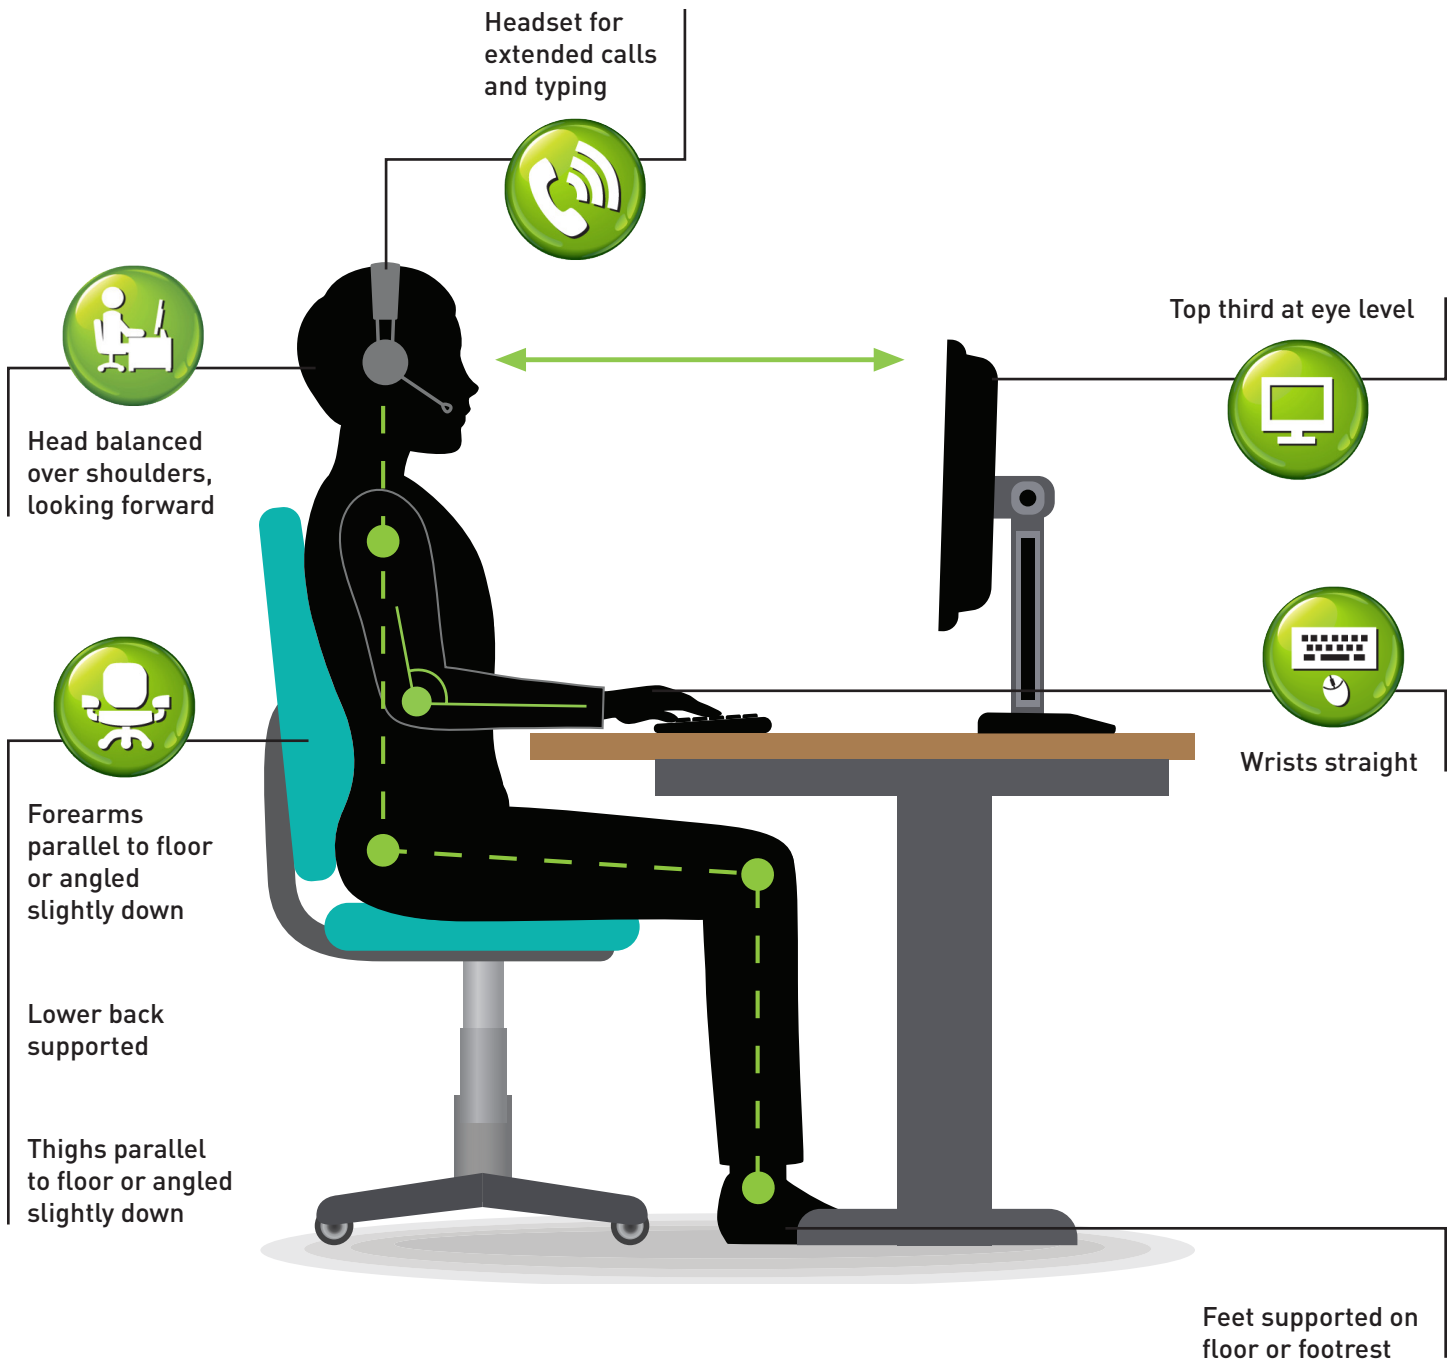 Headset for
extended calls
and typing
Top third at eye level
Head balanced
over shoulders,
looking forward
Wrists straight
Forearms
parallel to floor
or angled
slightly down
Lower back
supported
Thighs parallel
to floor or angled
slightly down
Feet supported on
floor or footrest